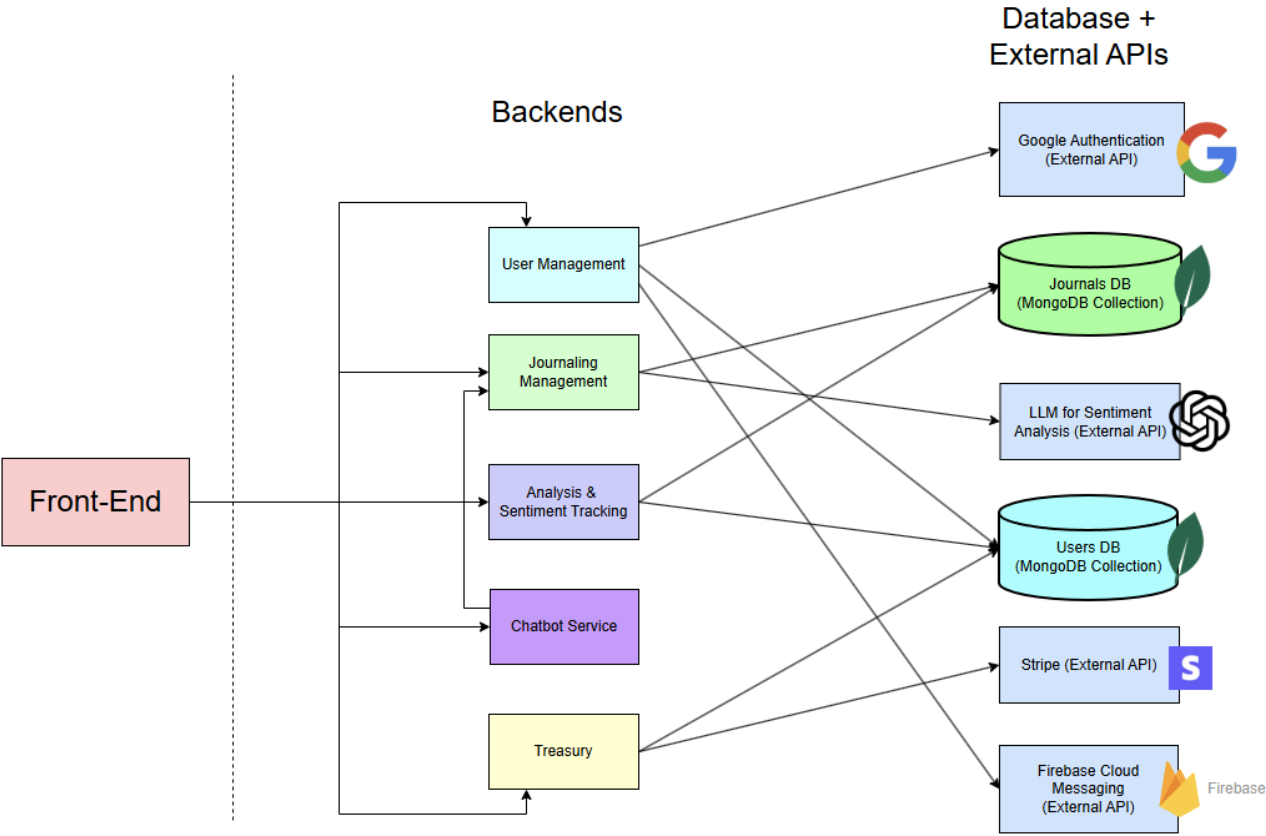 Database +
External APIs
Backends
Google Authentication
(External API)
User Management
Journals DB
(MongoDB Collection)
Journaling
Management
LLM for Sentiment
Analysis (External API)
Front-End
Analysis &
Sentiment Tracking
Users DB
(MongoDB Collection)
Chatbot Service
Stripe (External API)
S
Treasury
Firebase Cloud
Messaging
(External API)
Firebase